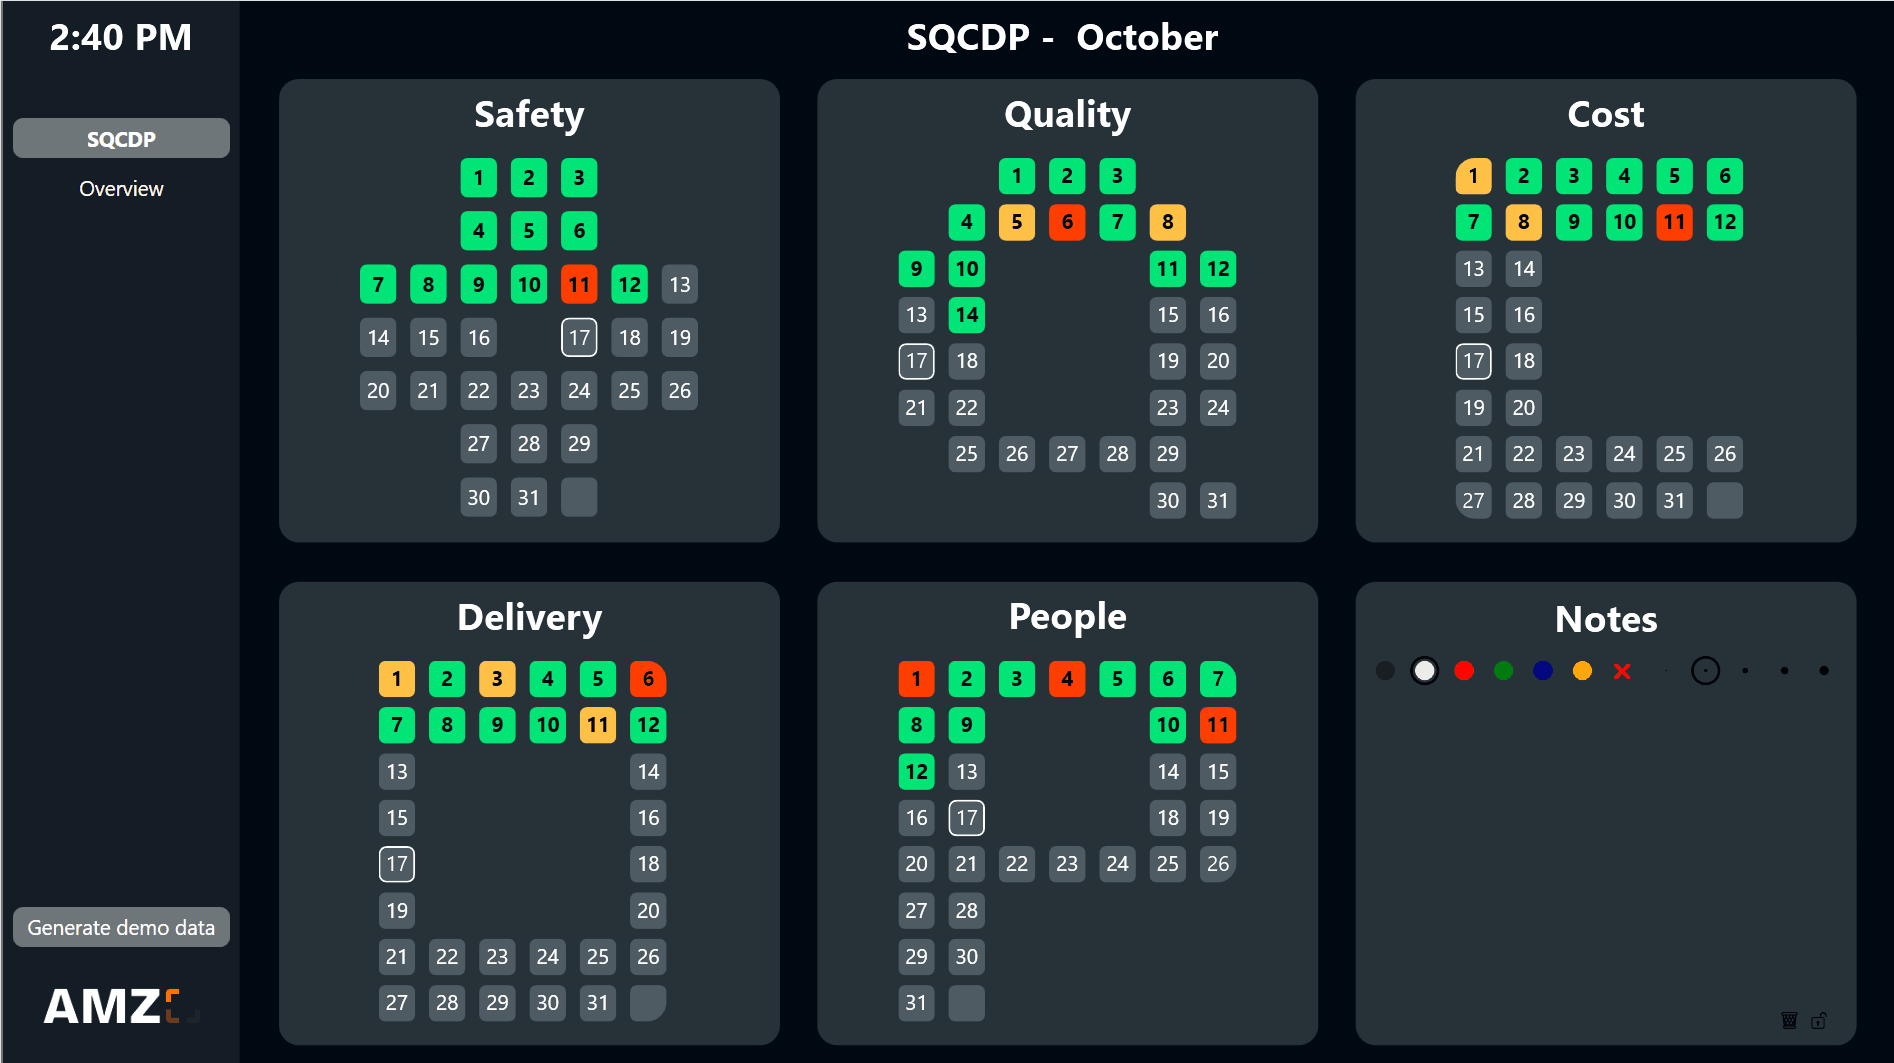 2:40 PM
SQCDP
Overview
Generate demo data
AMZ
SQCDP - October
Safety
1 2 3
4 5 6
7 8 9 10 11 12 13
14 15 16 17 18 19
20 21 22 23 24 25 26
27 28 29
30 31
Quality
1 2 3
4 5 6 7 8
9 10 11 12
13 14 15 16
17 18 19 20
21 22 23 24
25 26 27 28 29
30 31
Cost
1 2 3 4 5 6
7 8 9 10 11 12
13 14
15 16
17 18
19 20
21 22 23 24 25 26
27 28 29 30 31
Delivery
1 2 3 4 5 6
7 8 9 10 11 12
13 14
15 16
17 18
19 20
21 22 23 24 25 26
27 28 29 30 31
People
1 2 3 4 5 6 7
8 9 10 11
12 13 14 15
16 17 18 19
20 21 22 23 24 25 26
27 28
29 30
31
Notes